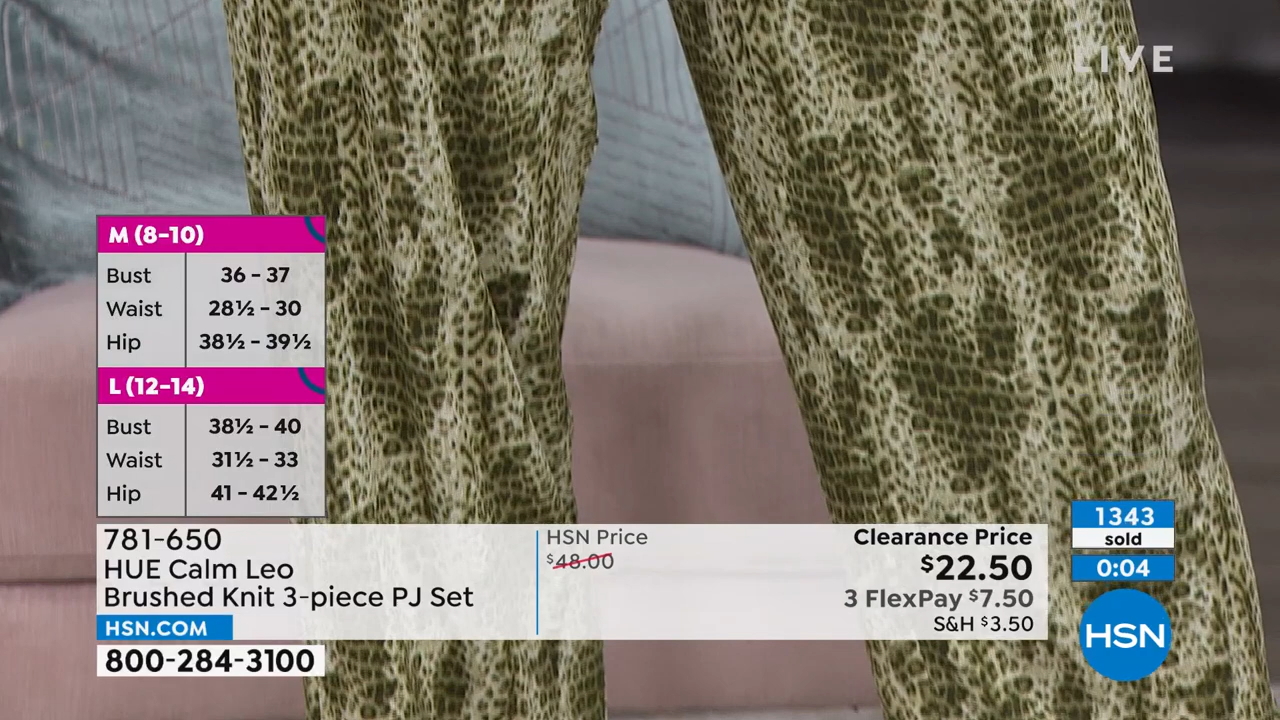 LIVE
M (8-10)
Bust 36 - 37
Waist 28½ - 30
Hip 38½ - 39½
L (12-14)
Bust 38½ - 40
Waist 31½ - 33
Hip 41 - 42½
781-650
HUE Calm Leo
Brushed Knit 3-piece PJ Set
HSN.COM
800-284-3100
HSN Price
$48.00
Clearance Price
$22.50
3 FlexPay $7.50
S&H $3.50
1343
sold
0:04
HSN